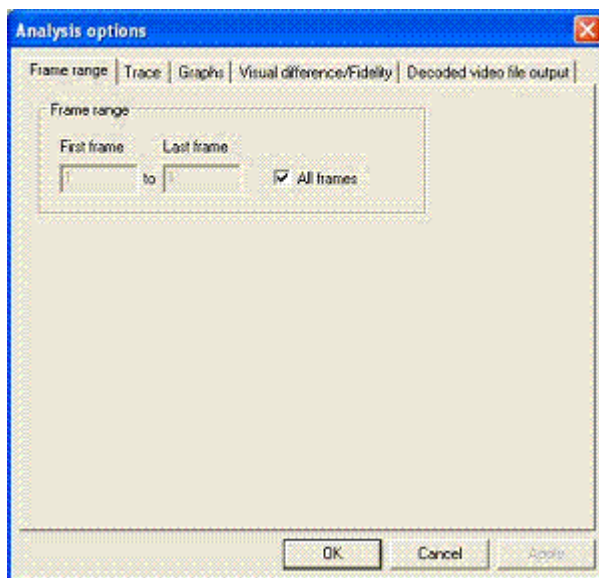 Analysis options
Frame range Trace Graphs Visual difference/Fidelity Decoded video file output
Frame range
First frame Last frame
1 to All frames
OK Cancel Apply